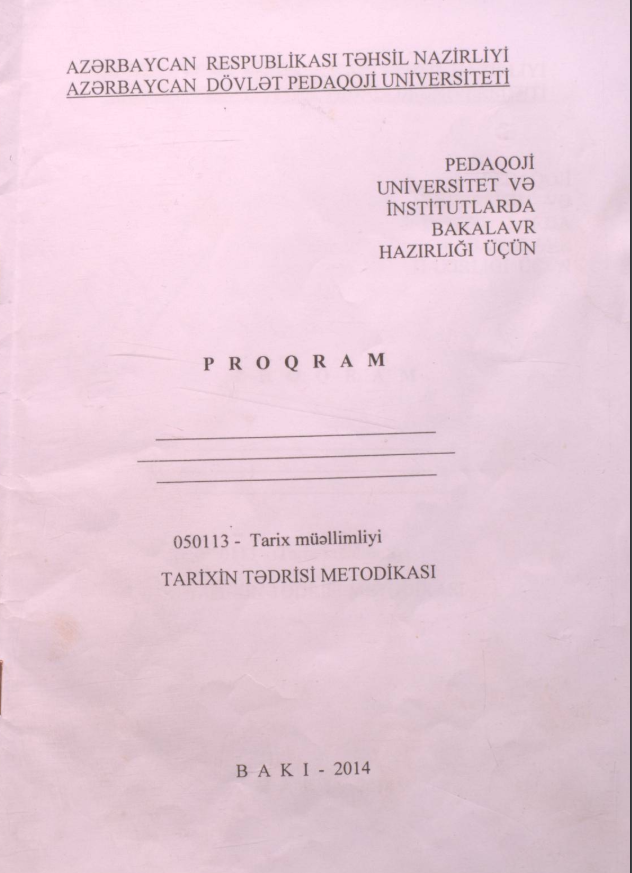 AZƏRBAYCAN RESPUBLİKASI TƏHSİL NAZİRLİYİ
AZƏRBAYCAN DÖVLƏT PEDAQOJİ UNİVERSİTETİ
PEDAQOJİ
UNİVERSİTET VƏ
İNSTİTUTLARDA
BAKALAVR
HAZIRLIĞI ÜÇÜN
P R O Q R A M
050113 - Tarix müəllimliyi
TARİXİN TƏDRİSİ METODİKASI
B A K I - 2014